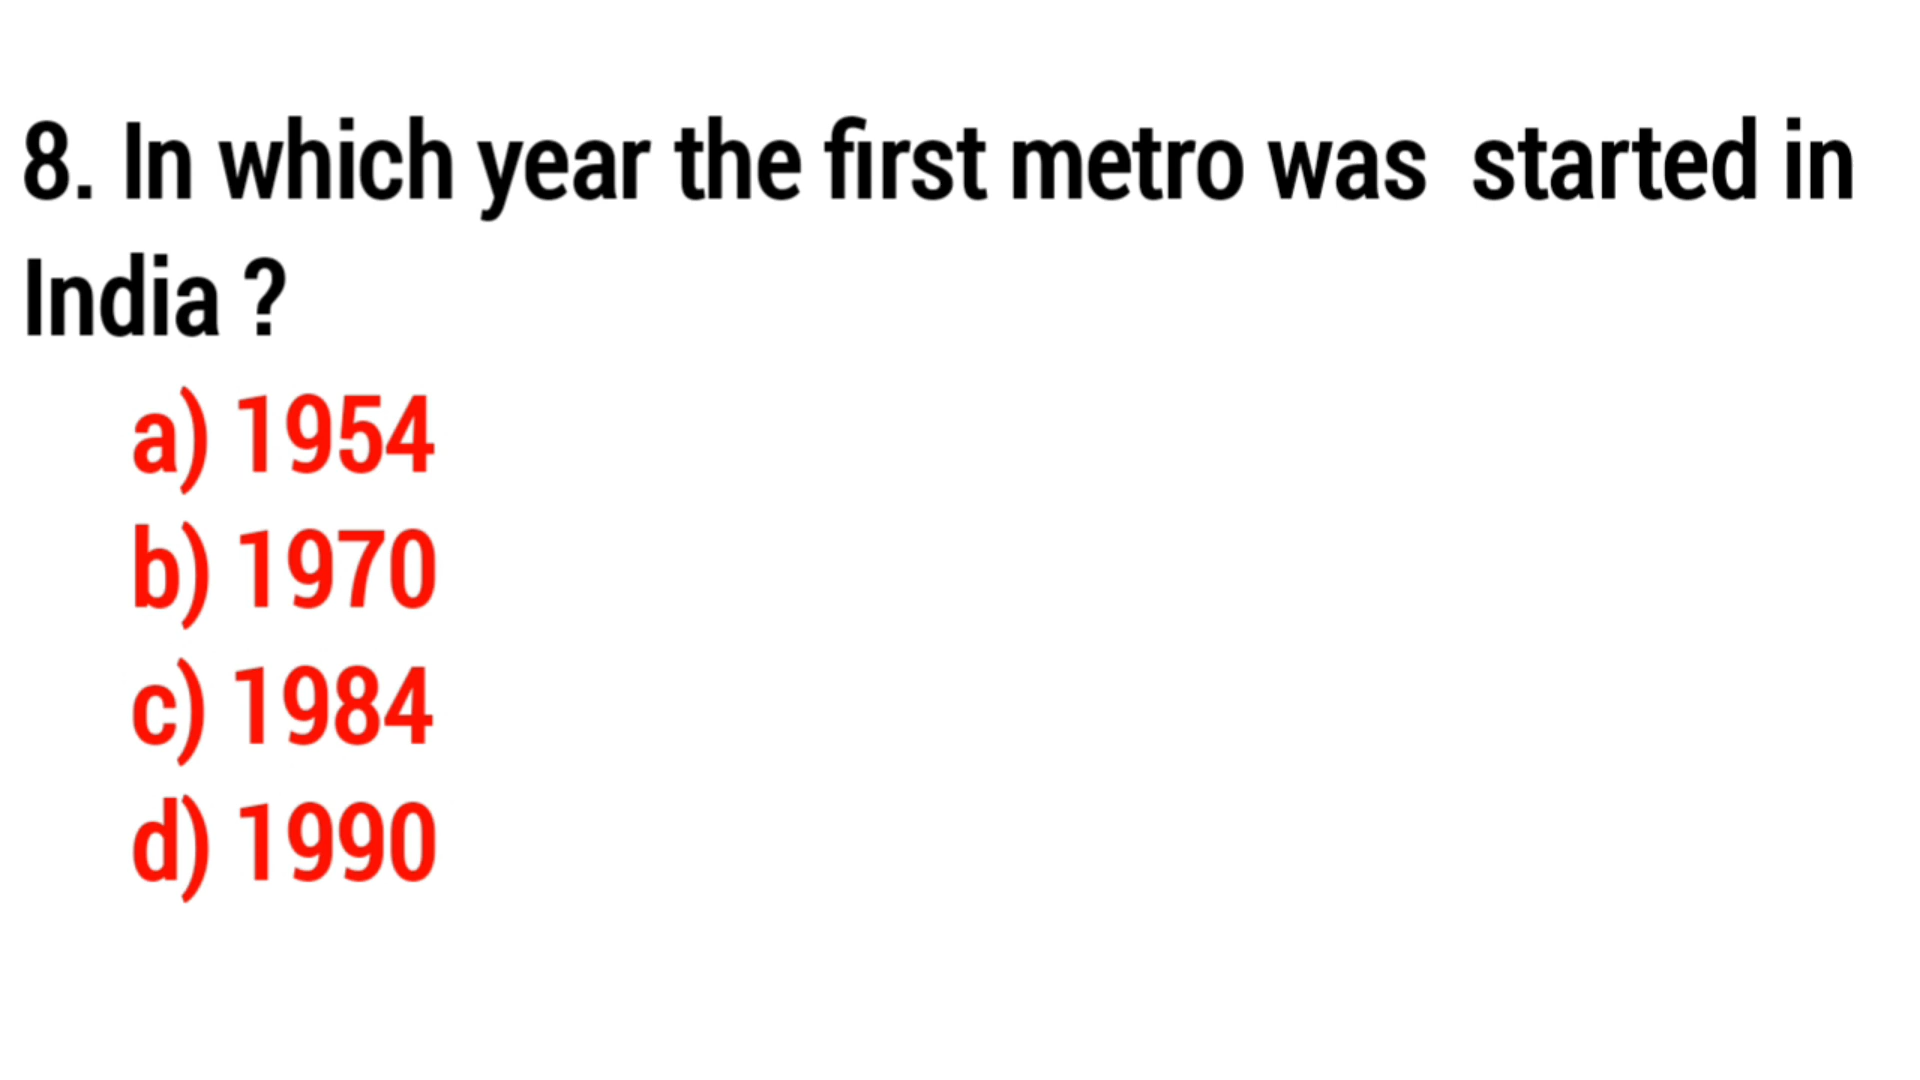 8. In which year the first metro was  started in
India ?
a) 1954
b) 1970
c) 1984
d) 1990